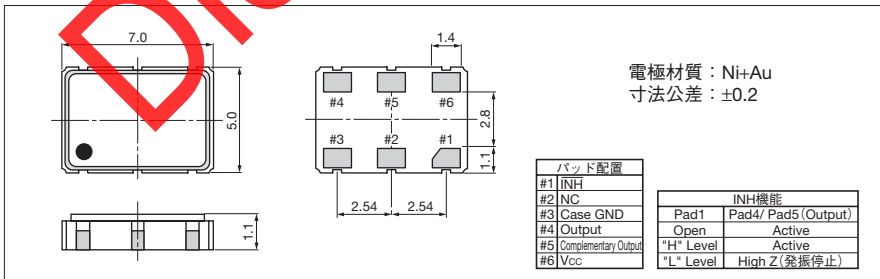 Di
7.0
5.0
1.1
1.4
#4 #5 #6
#3 #2 #1
2.8
1.1
2.54 2.54
電極材質：Ni+Au
寸法公差：±0.2
パッド配置
#1 INH
#2 NC
#3 Case GND
#4 Output
#5 Complementary Output
#6 Vcc
INH機能
Pad1 Pad4/ Pad5(Output)
Open Active
"H" Level Active
"L" Level High Z(発振停止)